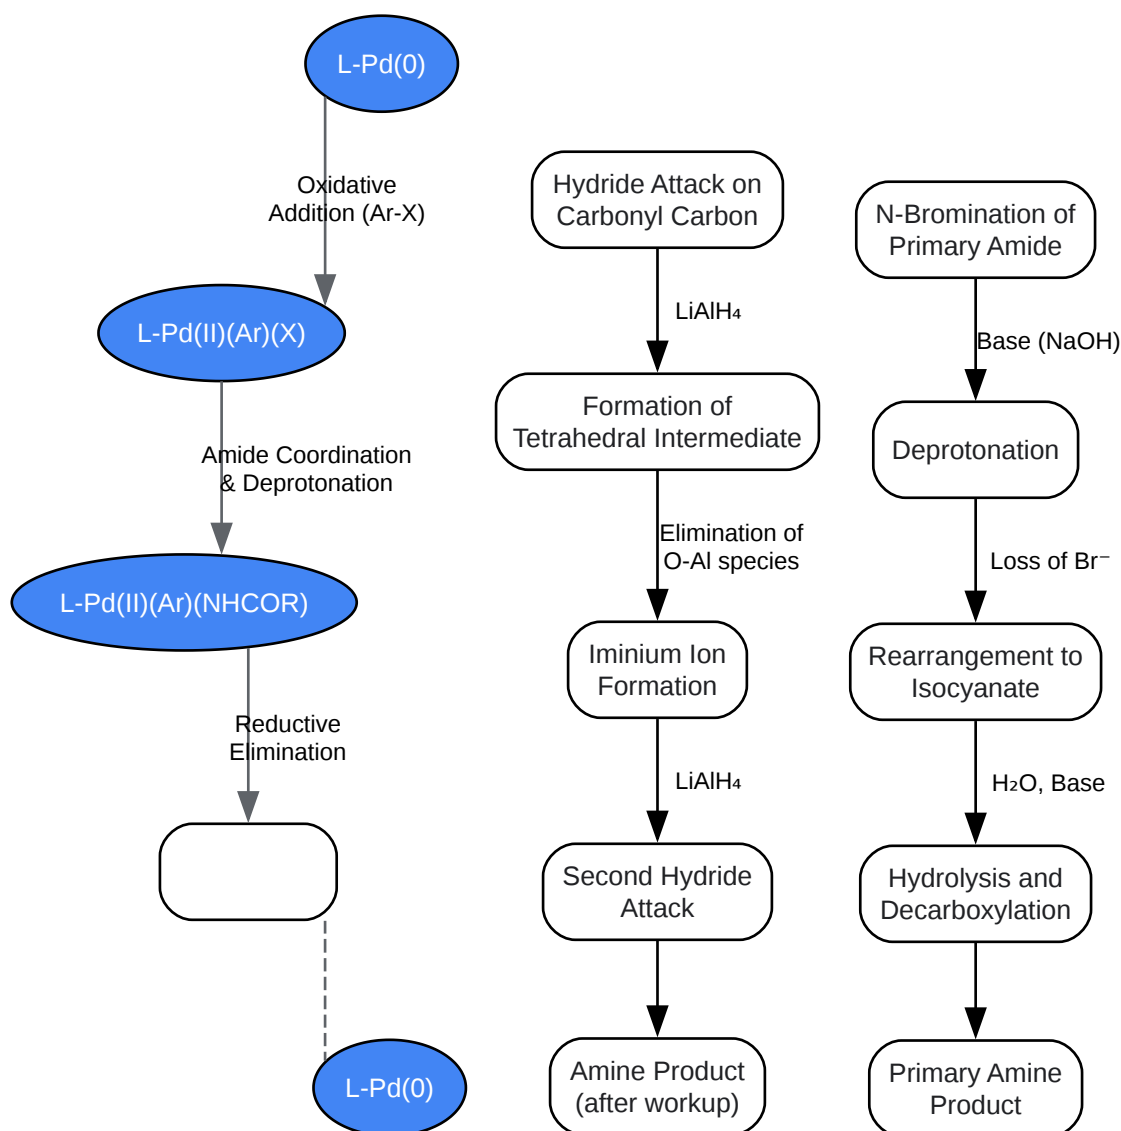 L-Pd(0)
Oxidative
Addition (Ar-X)
L-Pd(II)(Ar)(X)
Amide Coordination
& Deprotonation
L-Pd(II)(Ar)(NHCOR)
Reductive
Elimination
L-Pd(0)
Hydride Attack on
Carbonyl Carbon
LiAlH₄
Formation of
Tetrahedral Intermediate
Elimination of
O-Al species
Iminium Ion
Formation
LiAlH₄
Second Hydride
Attack
Amine Product
(after workup)
N-Bromination of
Primary Amide
Base (NaOH)
Deprotonation
Loss of Br⁻
Rearrangement to
Isocyanate
H₂O, Base
Hydrolysis and
Decarboxylation
Primary Amine
Product